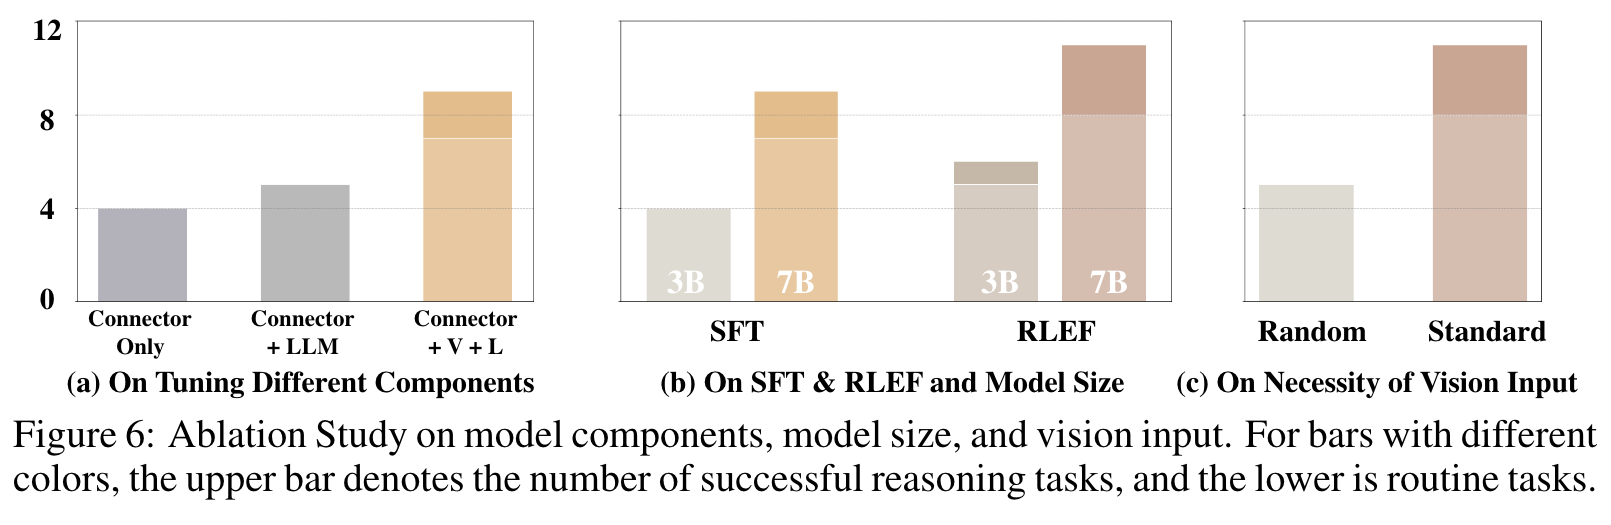 12
8
4
0
Connector Only
Connector + LLM
Connector + V + L
(a) On Tuning Different Components
3B
7B
3B
7B
SFT
RLEF
(b) On SFT & RLEF and Model Size
Random
Standard
(c) On Necessity of Vision Input
Figure 6: Ablation Study on model components, model size, and vision input. For bars with different
colors, the upper bar denotes the number of successful reasoning tasks, and the lower is routine tasks.